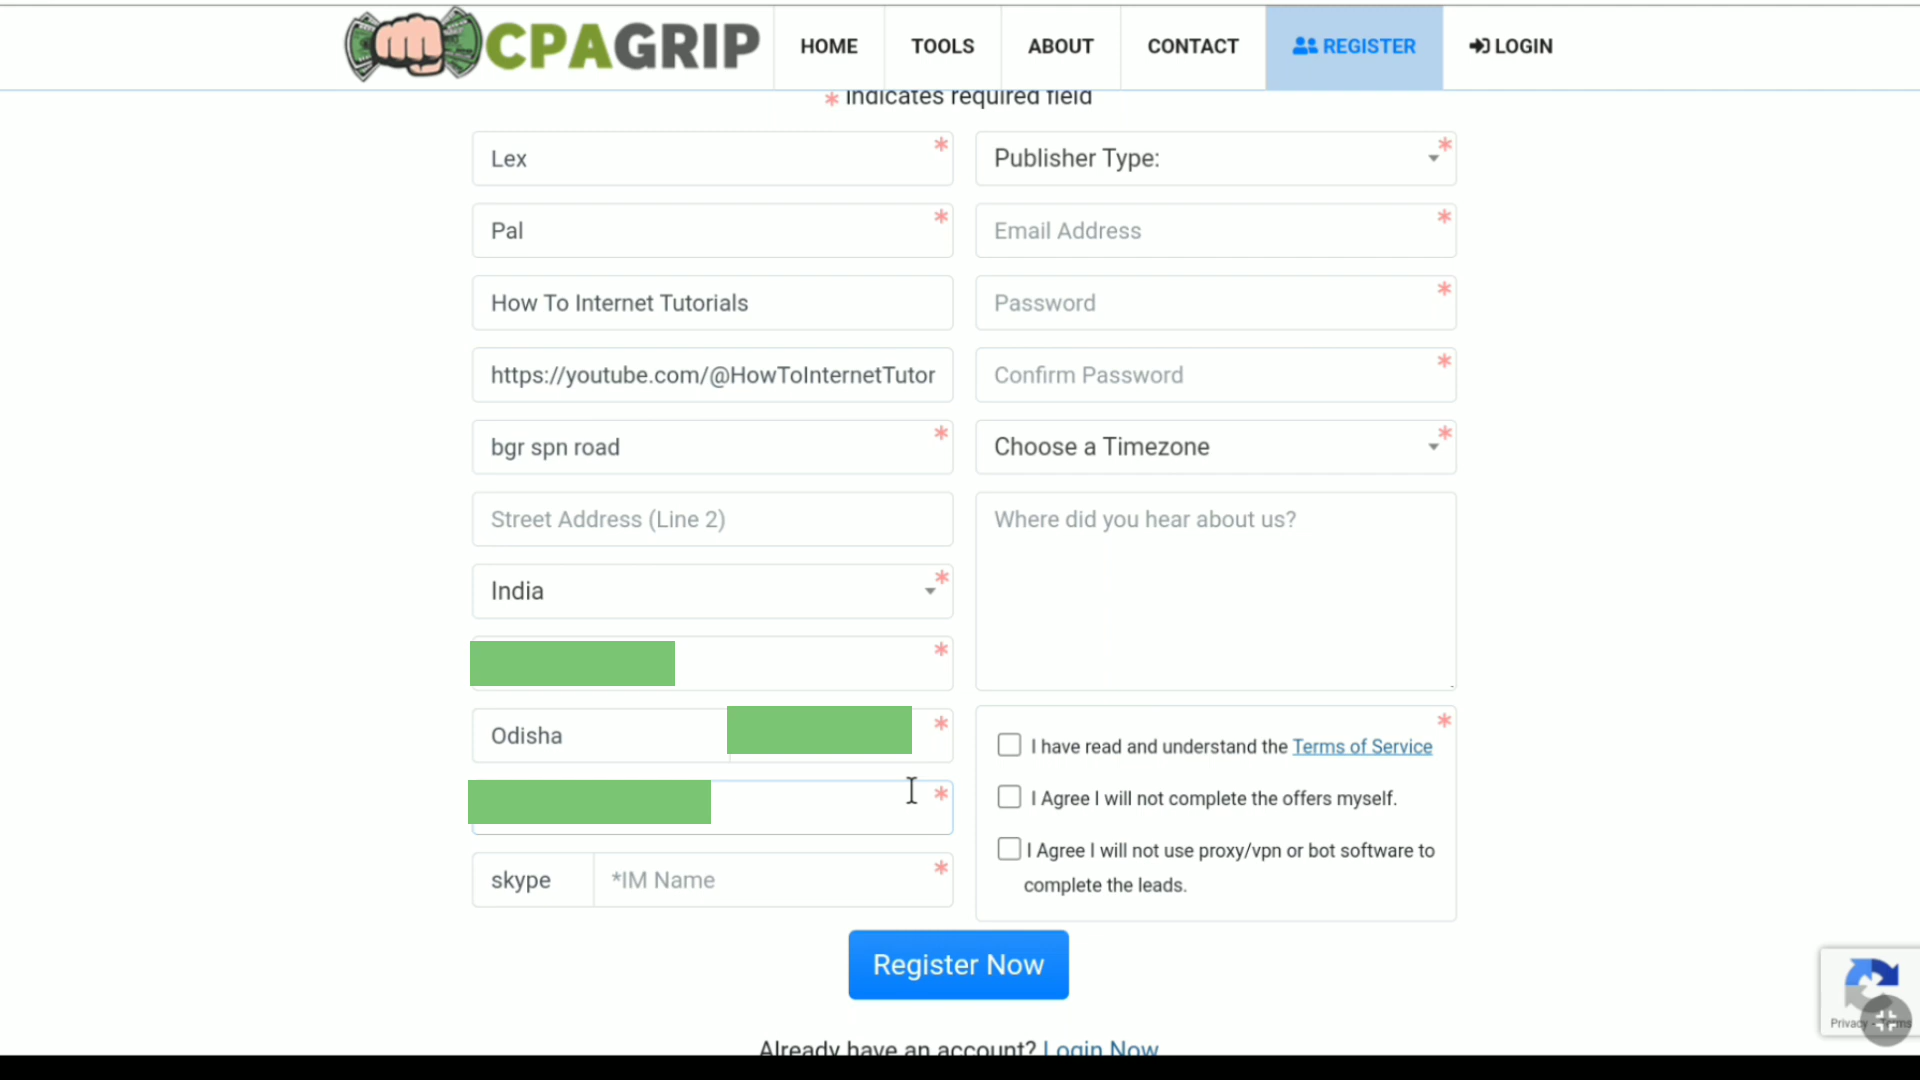 CPAGRIP
HOME
TOOLS
ABOUT
CONTACT
REGISTER
LOGIN
* Indicates required field
Lex *
Pal *
How To Internet Tutorials
https://youtube.com/@HowToInternetTutor
bgr spn road *
Street Address (Line 2)
India *
*
Odisha *
*
skype *IM Name *
Publisher Type: *
Email Address *
Password *
Confirm Password *
Choose a Timezone *
Where did you hear about us?
*
I have read and understand the Terms of Service
I Agree I will not complete the offers myself.
I Agree I will not use proxy/vpn or bot software to
complete the leads.
Register Now
Already have an account? Login Now
Privacy - Terms